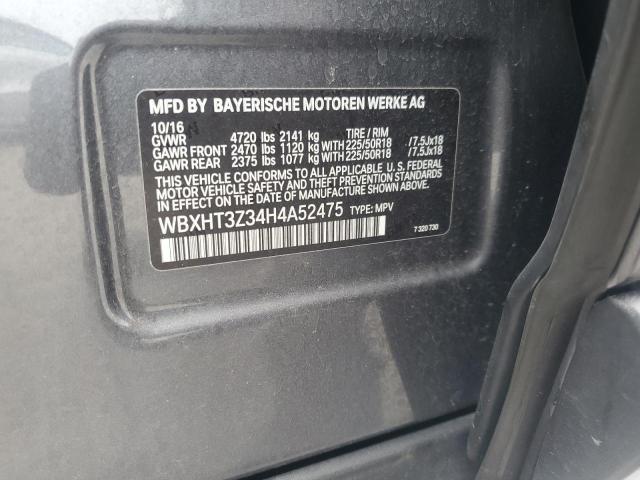 MFD BY BAYERISCHE MOTOREN WERKE AG
10/16
GVWR 4720 lbs 2141 kg TIRE / RIM
GAWR FRONT 2470 lbs 1120 kg WITH 225/50R18 /7.5Jx18
GAWR REAR 2375 lbs 1077 kg WITH 225/50R18 /7.5Jx18
THIS VEHICLE CONFORMS TO ALL APPLICABLE U. S. FEDERAL
MOTOR VEHICLE SAFETY, BUMPER, AND THEFT PREVENTION STANDARDS
IN EFFECT ON THE DATE OF MANUFACTURE SHOWN ABOVE.
WBXHT3Z34H4A52475 TYPE: MPV
7 320 730